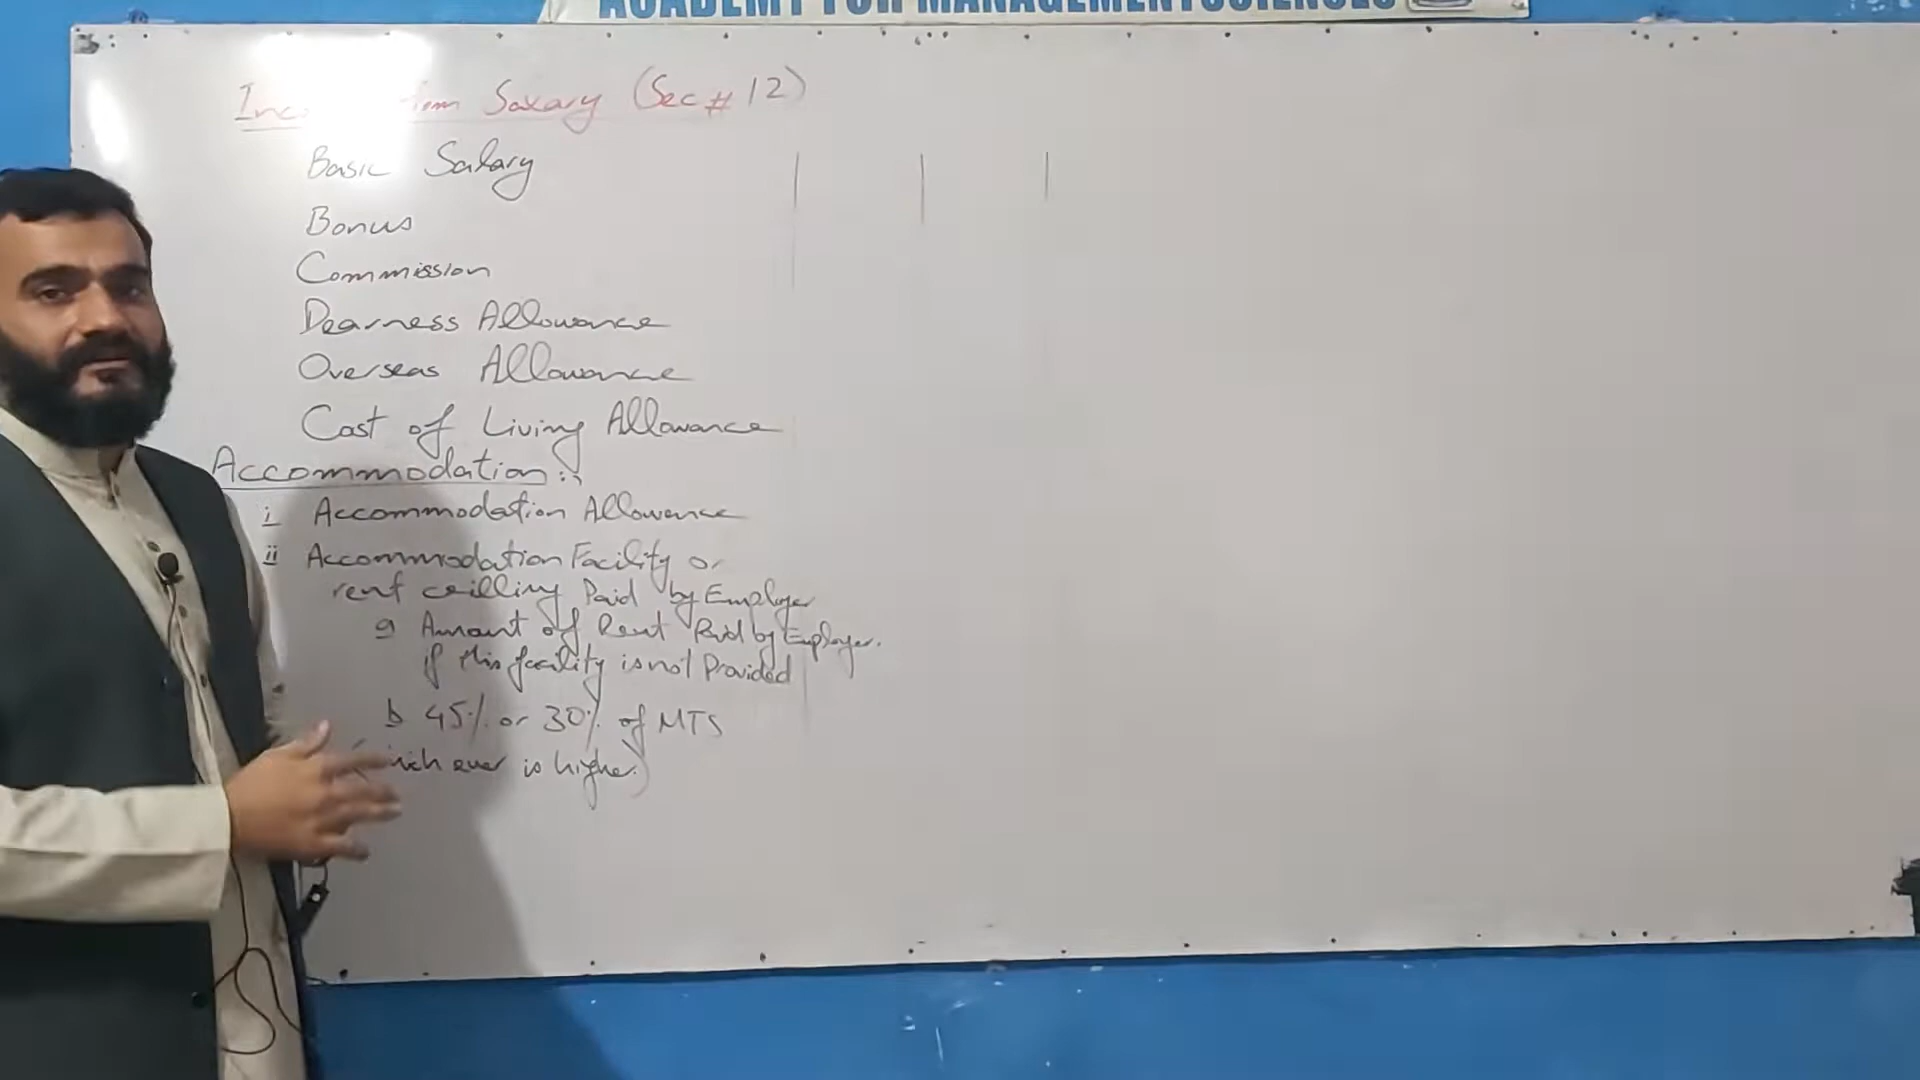 ACADEMY FOR MANAGEMENT SCIENCES
Income from Salary (Sec # 12)
Basic Salary
Bonus
Commission
Dearness Allowance
Overseas Allowance
Cost of Living Allowance
Accommodation:
i Accommodation Allowance
ii Accommodation Facility or
rent ceilling Paid by Employer
a Amount of Rent Paid by Employer.
if this facility is not Provided
b 45% or 30% of MTS
(which ever is higher)